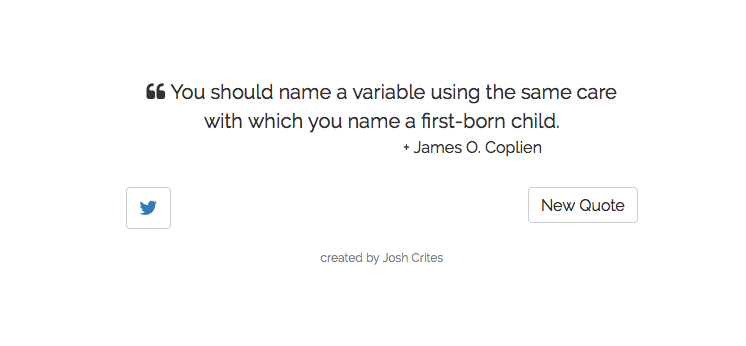 ❝ You should name a variable using the same care
with which you name a first-born child.
+ James O. Coplien
New Quote
created by Josh Crites